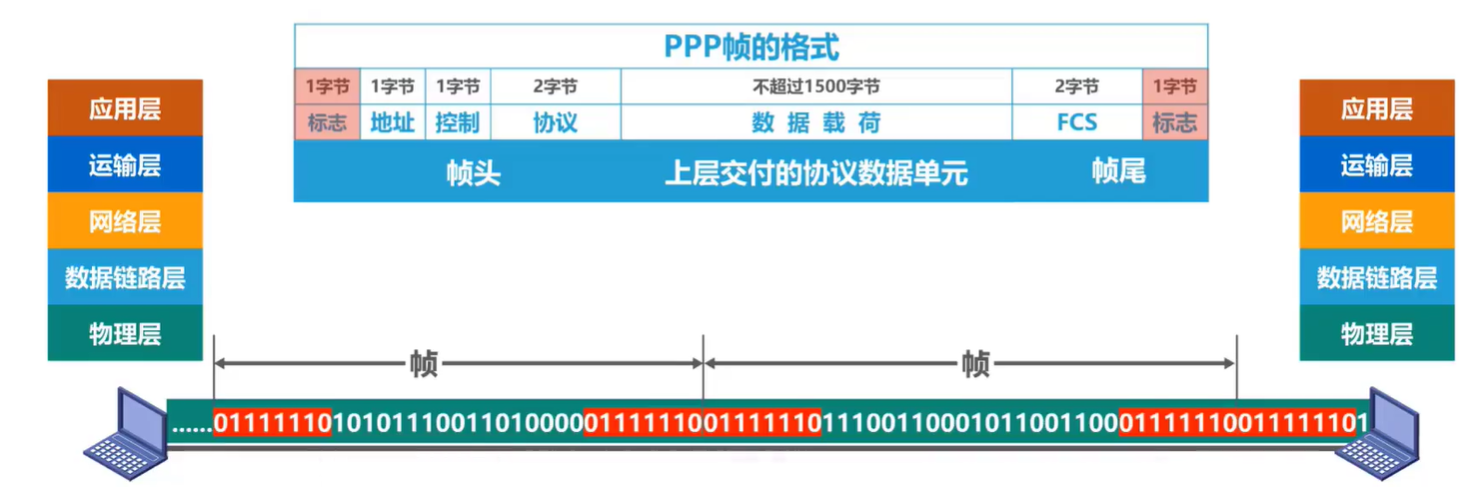 PPP帧的格式
1字节 1字节 1字节 2字节 不超过1500字节 2字节 1字节
标志 地址 控制 协议 数据载荷 FCS 标志
帧头 上层交付的协议数据单元 帧尾
应用层
运输层
网络层
数据链路层
物理层
应用层
运输层
网络层
数据链路层
物理层
帧 帧
......011111101010111001101000001111110011111101110011000101100110001111110011111101